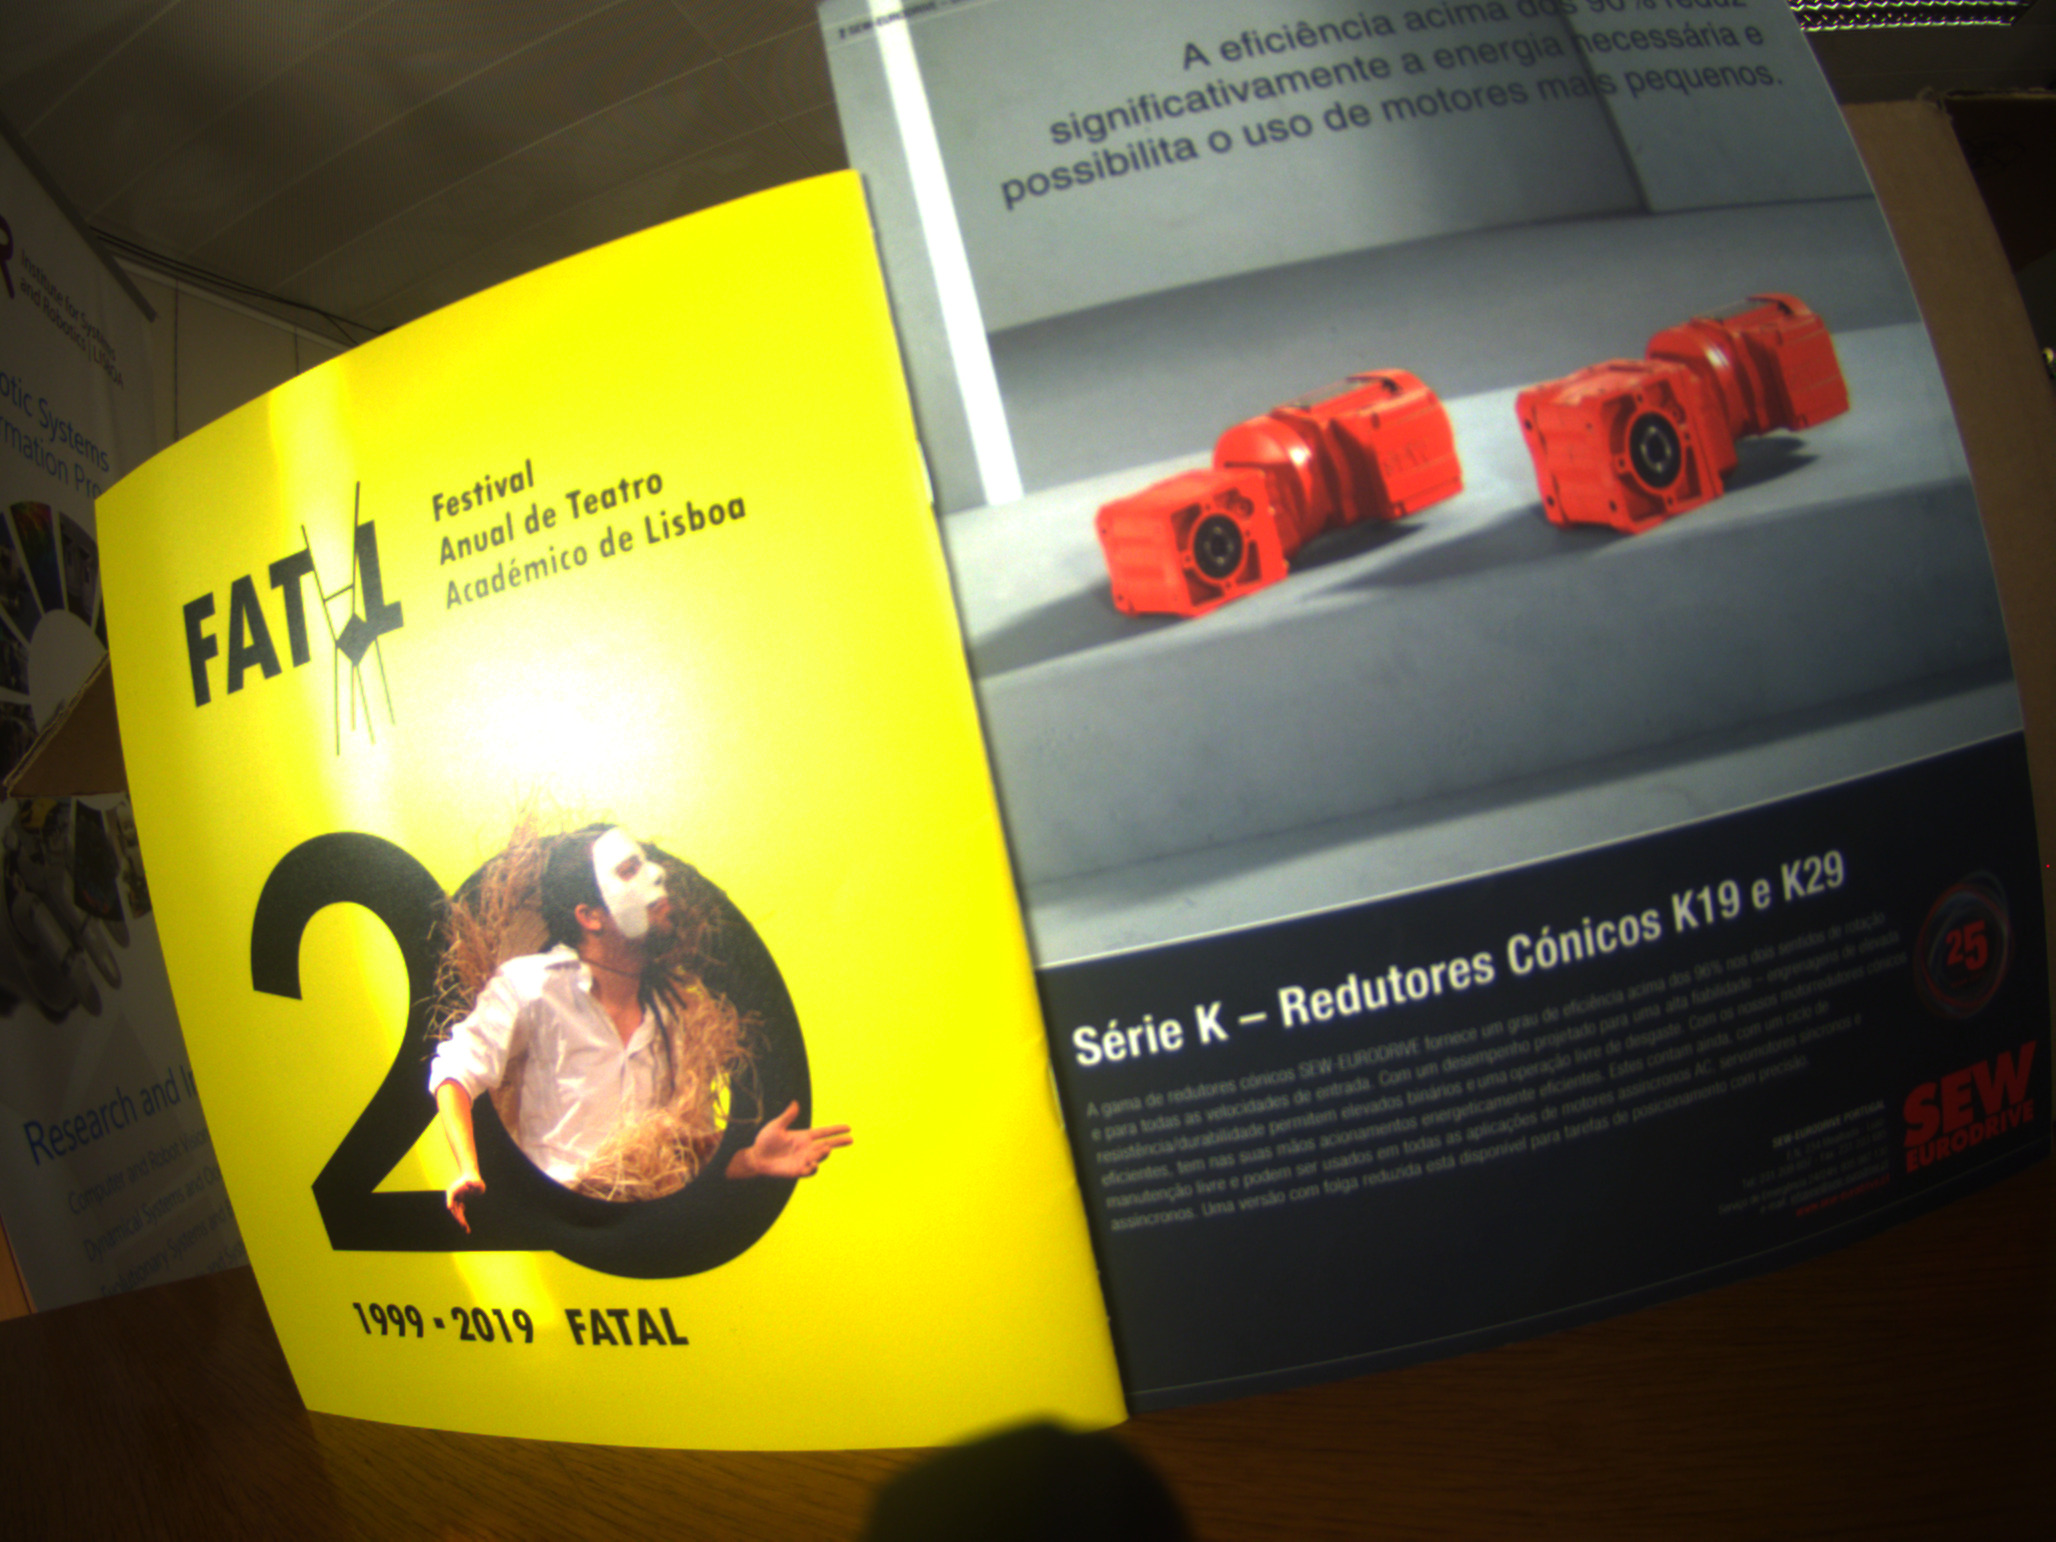 Institute for Systems
and Robotics | LISBOA
otic Systems
rmation Pro
Research and I
Computer and Robot Vision
Dynamical Systems and
Evolutionary Systems and
FATAL
Festival
Anual de Teatro
Académico de Lisboa
20
1999 - 2019 FATAL
A eficiência acima dos 90% reduz
significativamente a energia necessária e
possibilita o uso de motores mais pequenos.
Série K – Redutores Cónicos K19 e K29
A gama de redutores cónicos SEW-EURODRIVE fornece um grau de eficiência acima dos 96% nos dois sentidos de rotação
e para todas as velocidades de entrada. Com um desempenho projetado para uma alta fiabilidade – engrenagens de elevada
resistência/durabilidade permitem elevados binários e uma operação livre de desgaste. Com os nossos motorredutores cónicos
eficientes, tem nas suas mãos acionamentos energeticamente eficientes. Estes contam ainda, com um ciclo de
manutenção livre e podem ser usados em todas as aplicações de motores assíncronos AC, servomotores síncronos e
assíncronos. Uma versão com folga reduzida está disponível para tarefas de posicionamento com precisão.
25
SEW
EURODRIVE
SEW-EURODRIVE PORTUGAL